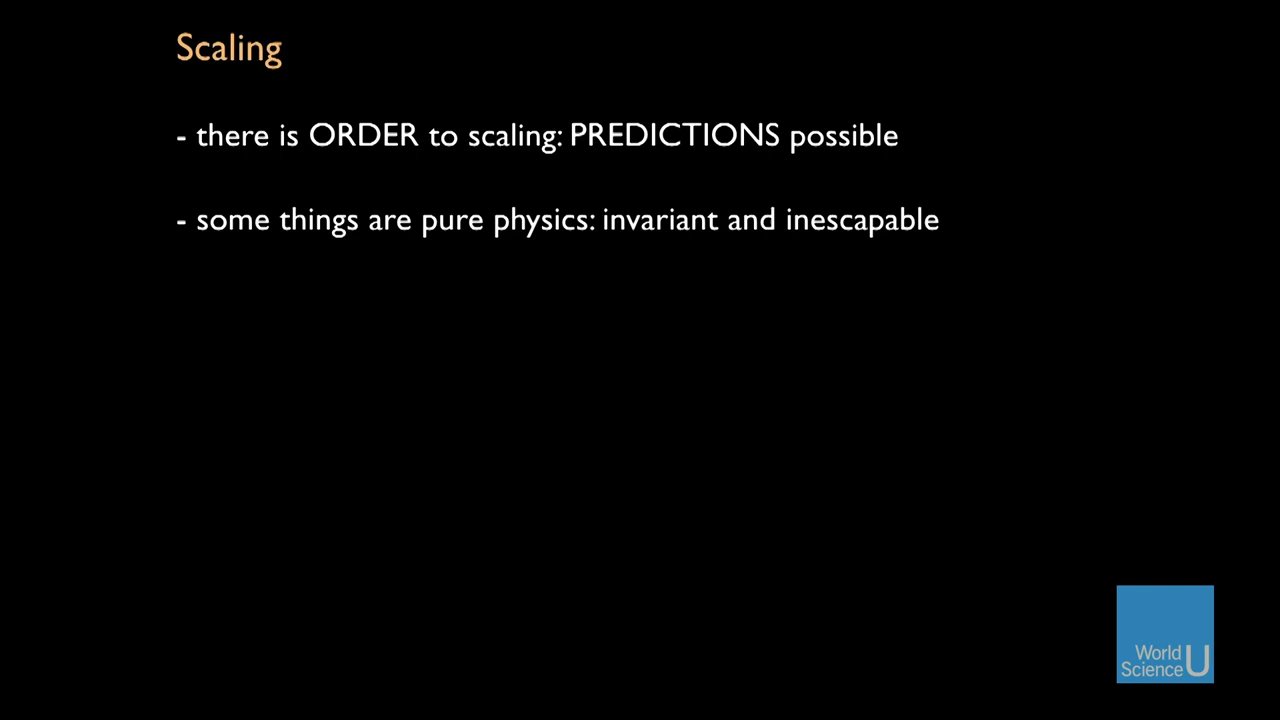 Scaling
- there is ORDER to scaling: PREDICTIONS possible
- some things are pure physics: invariant and inescapable
World
Science U